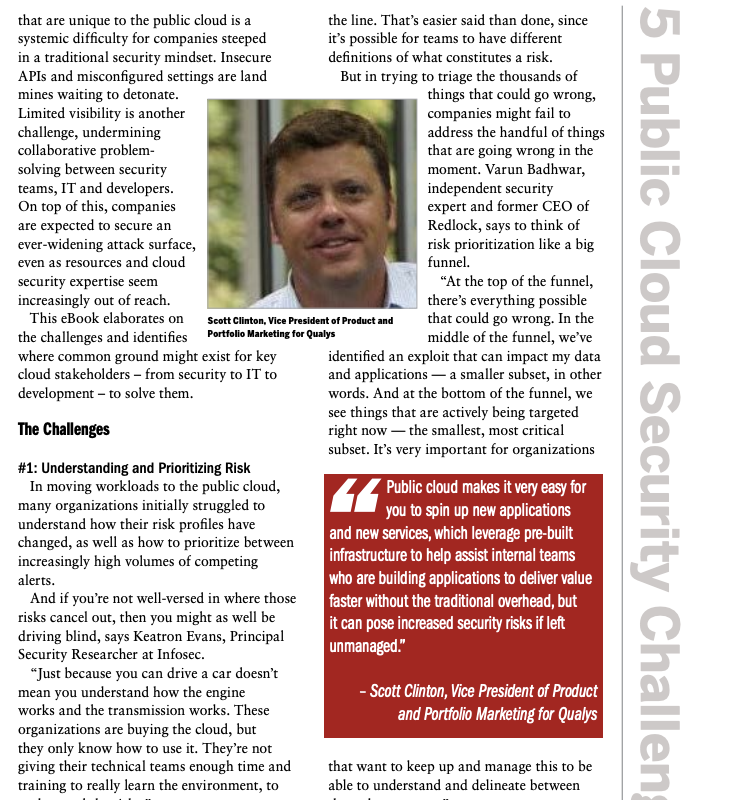 that are unique to the public cloud is a
systemic difficulty for companies steeped
in a traditional security mindset. Insecure
APIs and misconfigured settings are land
mines waiting to detonate.
Limited visibility is another
challenge, undermining
collaborative problem-
solving between security
teams, IT and developers.
On top of this, companies
are expected to secure an
ever-widening attack surface,
even as resources and cloud
security expertise seem
increasingly out of reach.
This eBook elaborates on
the challenges and identifies
where common ground might exist for key
cloud stakeholders – from security to IT to
development – to solve them.
The Challenges
#1: Understanding and Prioritizing Risk
In moving workloads to the public cloud,
many organizations initially struggled to
understand how their risk profiles have
changed, as well as how to prioritize between
increasingly high volumes of competing
alerts.
And if you’re not well-versed in where those
risks cancel out, then you might as well be
driving blind, says Keatron Evans, Principal
Security Researcher at Infosec.
“Just because you can drive a car doesn’t
mean you understand how the engine
works and the transmission works. These
organizations are buying the cloud, but
they only know how to use it. They’re not
giving their technical teams enough time and
training to really learn the environment, to
Scott Clinton, Vice President of Product and
Portfolio Marketing for Qualys
the line. That’s easier said than done, since
it’s possible for teams to have different
definitions of what constitutes a risk.
But in trying to triage the thousands of
things that could go wrong,
companies might fail to
address the handful of things
that are going wrong in the
moment. Varun Badhwar,
independent security
expert and former CEO of
Redlock, says to think of
risk prioritization like a big
funnel.
“At the top of the funnel,
there’s everything possible
that could go wrong. In the
middle of the funnel, we’ve
identified an exploit that can impact my data
and applications — a smaller subset, in other
words. And at the bottom of the funnel, we
see things that are actively being targeted
right now — the smallest, most critical
subset. It’s very important for organizations
“Public cloud makes it very easy for
you to spin up new applications
and new services, which leverage pre-built
infrastructure to help assist internal teams
who are building applications to deliver value
faster without the traditional overhead, but
it can pose increased security risks if left
unmanaged.”
– Scott Clinton, Vice President of Product
and Portfolio Marketing for Qualys
that want to keep up and manage this to be
able to understand and delineate between
5 Public Cloud Security Challeng